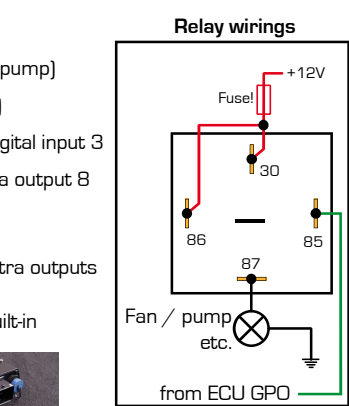 pump)
)
gital input 3
a output 8
tra outputs
ilt-in
Relay wirings
+12V
Fuse!
30
86
85
87
Fan / pump
etc.
from ECU GPO